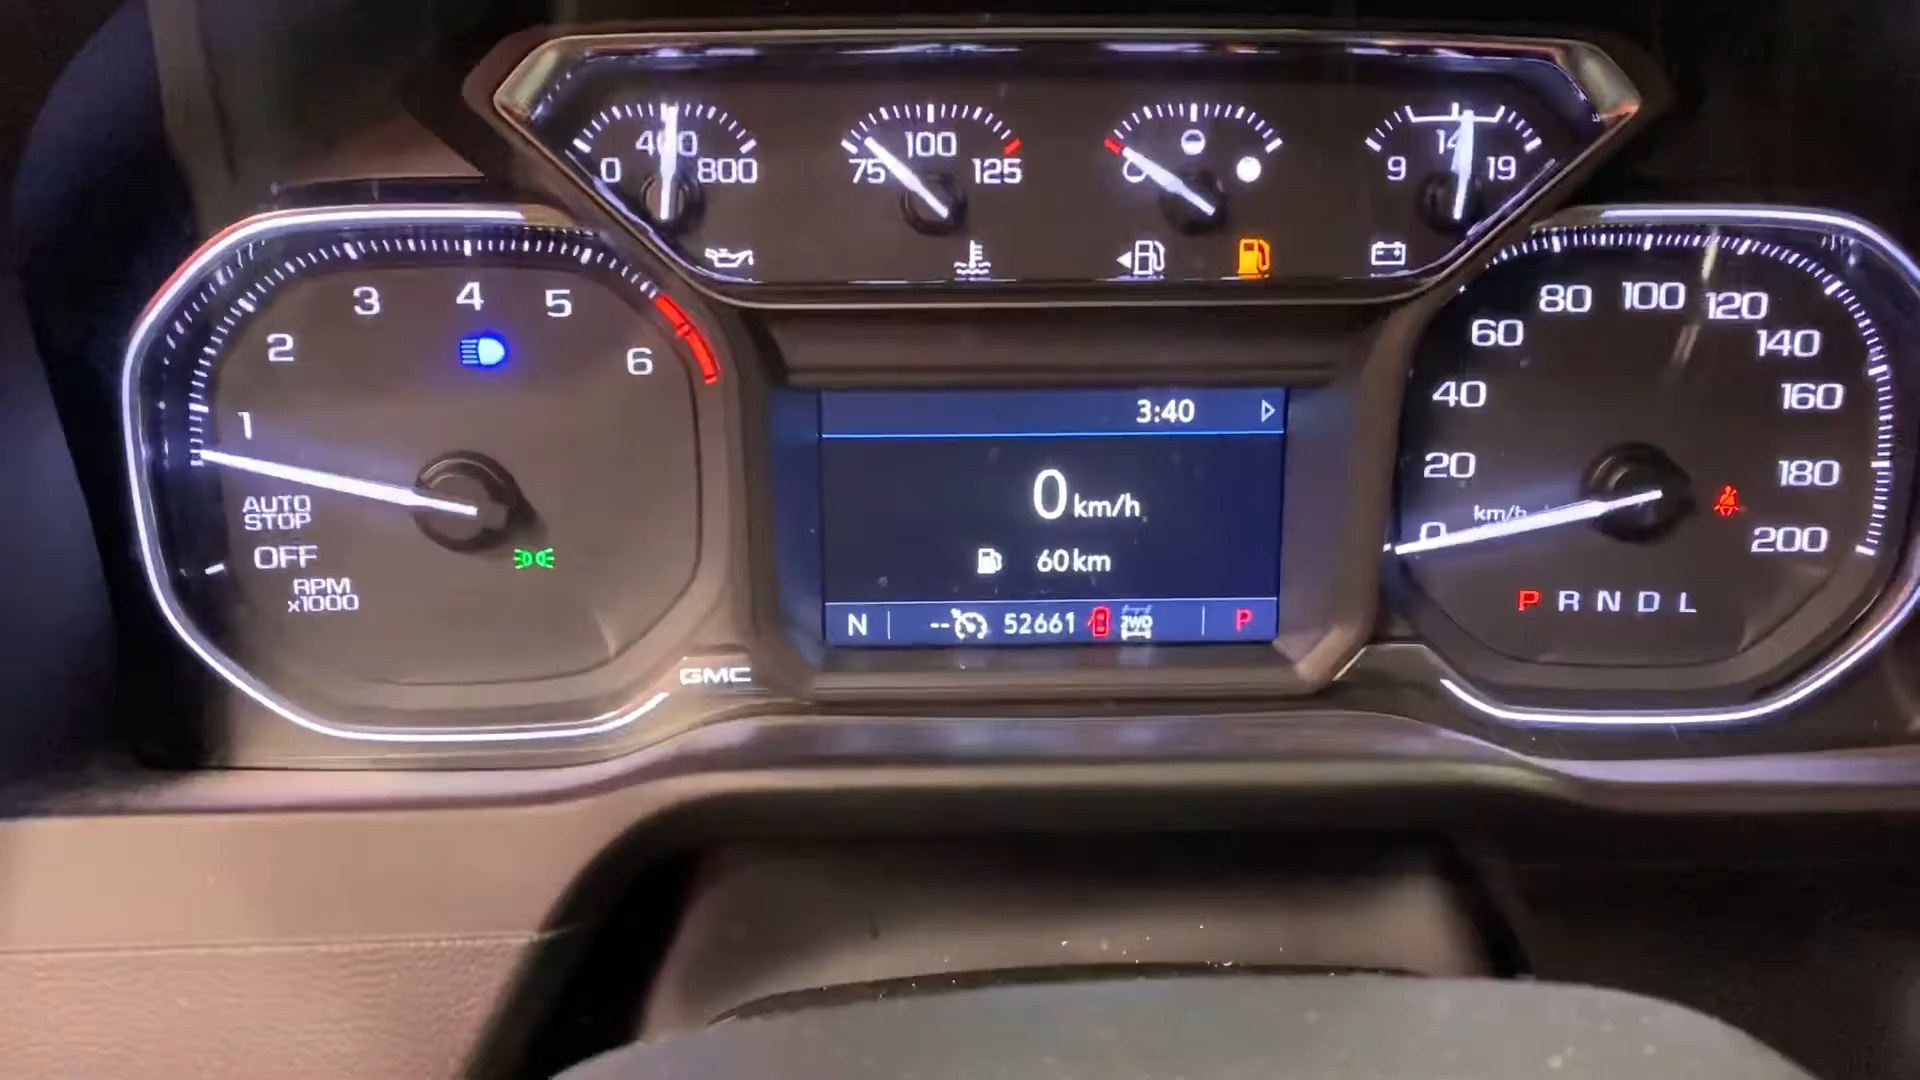 0 400 800
75 100 125
9 14 19
1 2 3 4 5 6
AUTO
STOP
OFF
RPM
x1000
GMC
3:40
0 km/h
60 km
N -- 52661 2WD P
0 20 40 60 80 100 120 140 160 180 200
km/h
P R N D L